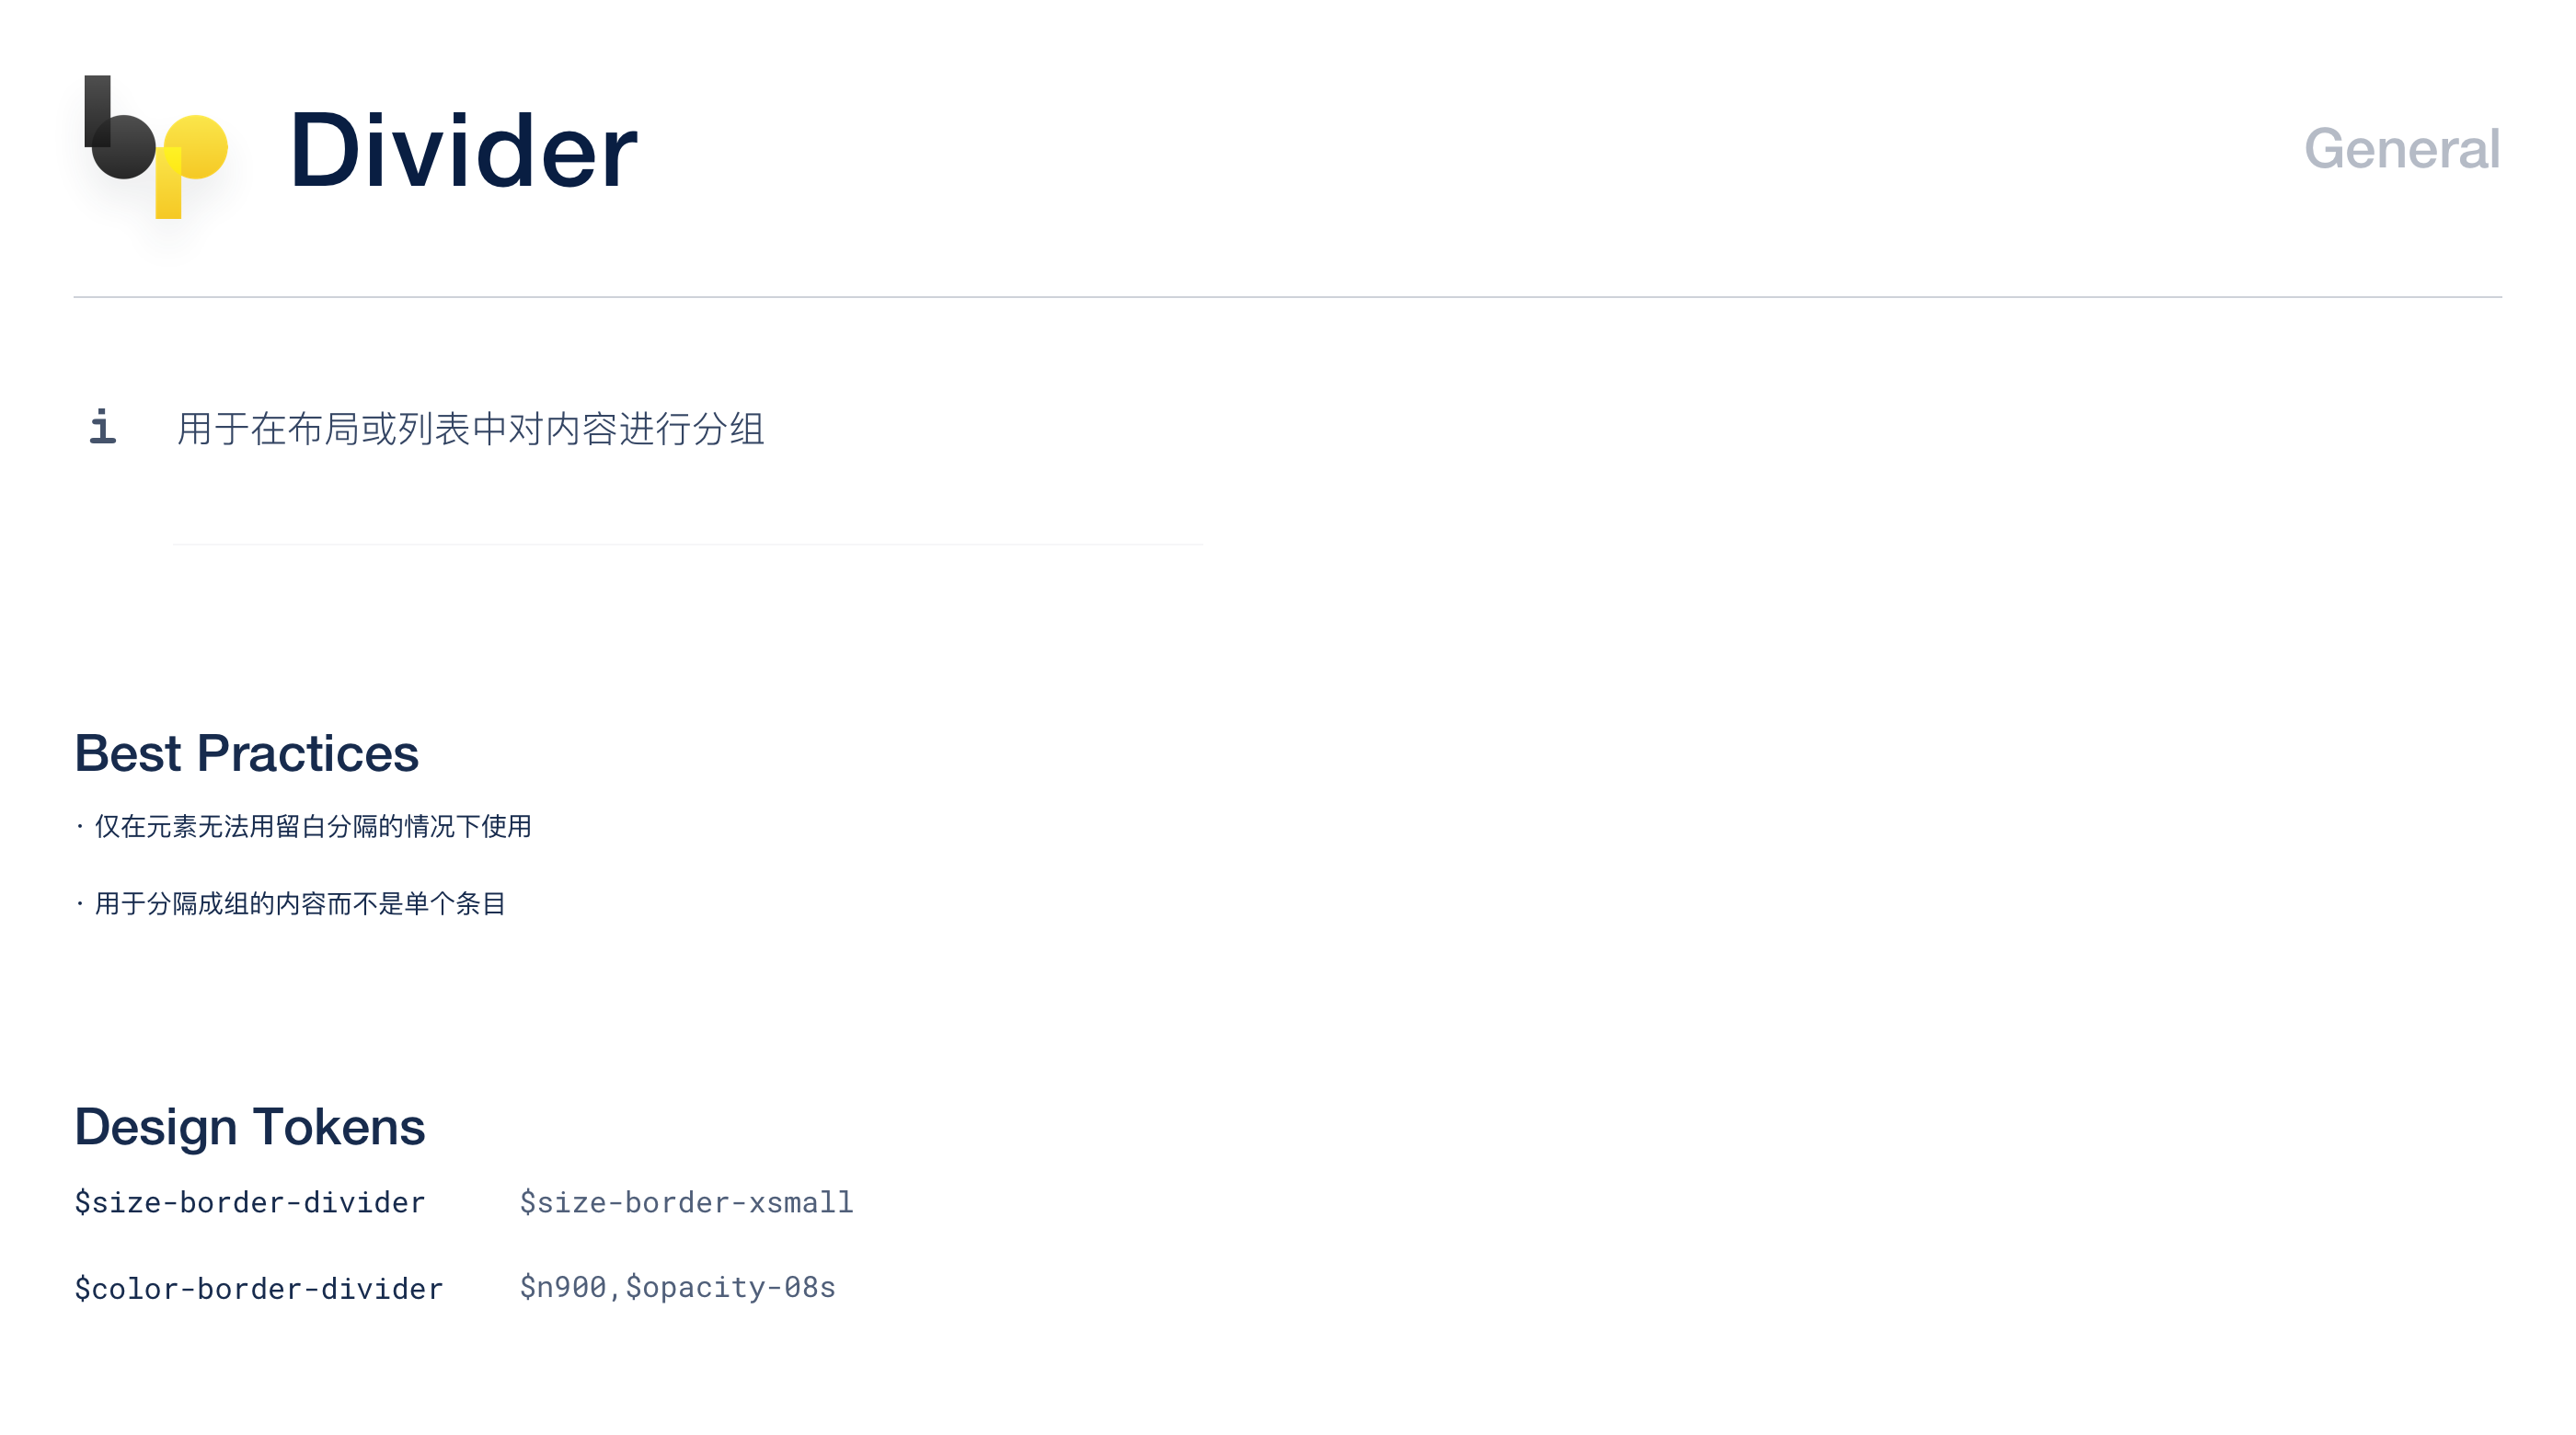 bp
Divider
General
i
用于在布局或列表中对内容进行分组
Best Practices
· 仅在元素无法用留白分隔的情况下使用
· 用于分隔成组的内容而不是单个条目
Design Tokens
$size-border-divider $size-border-xsmall
$color-border-divider $n900,$opacity-08s